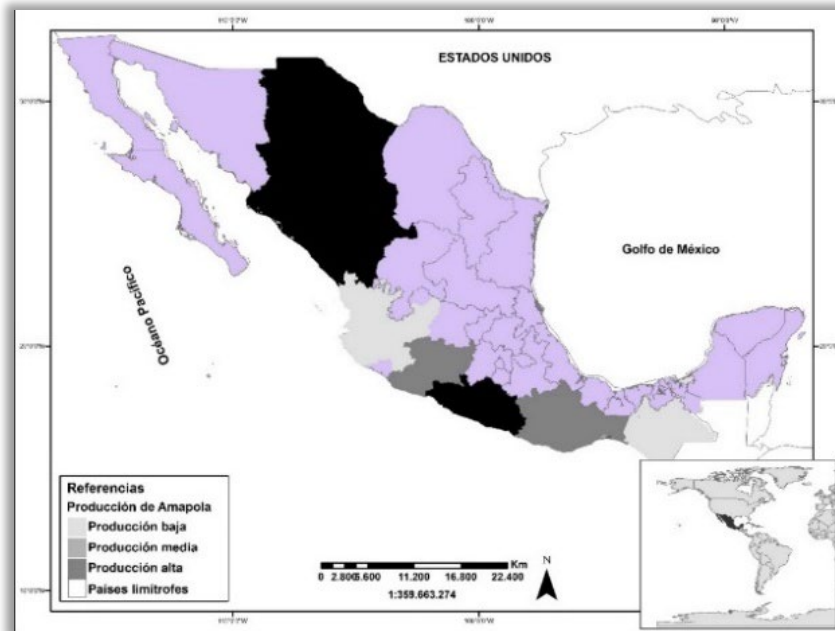 ESTADOS UNIDOS
Golfo de México
Océano Pacífico
Referencias
Producción de Amapola
Producción baja
Producción media
Producción alta
Países limítrofes
Km
0 2.800 5.600 11.200 16.800 22.400
1:359.663.274
N